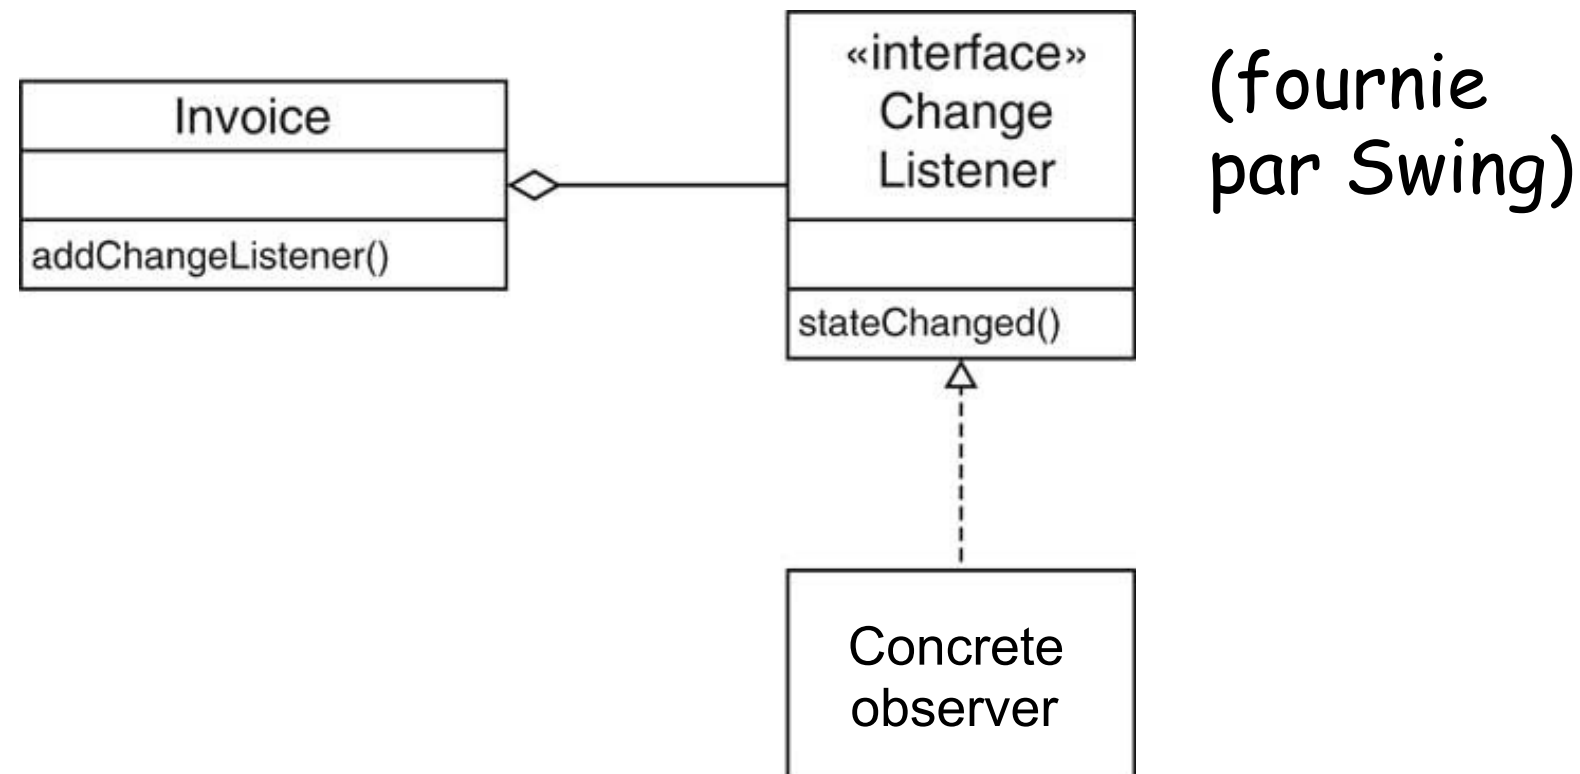 Invoice
addChangeListener()
«interface»
Change
Listener
stateChanged()
(fournie
par Swing)
Concrete
observer